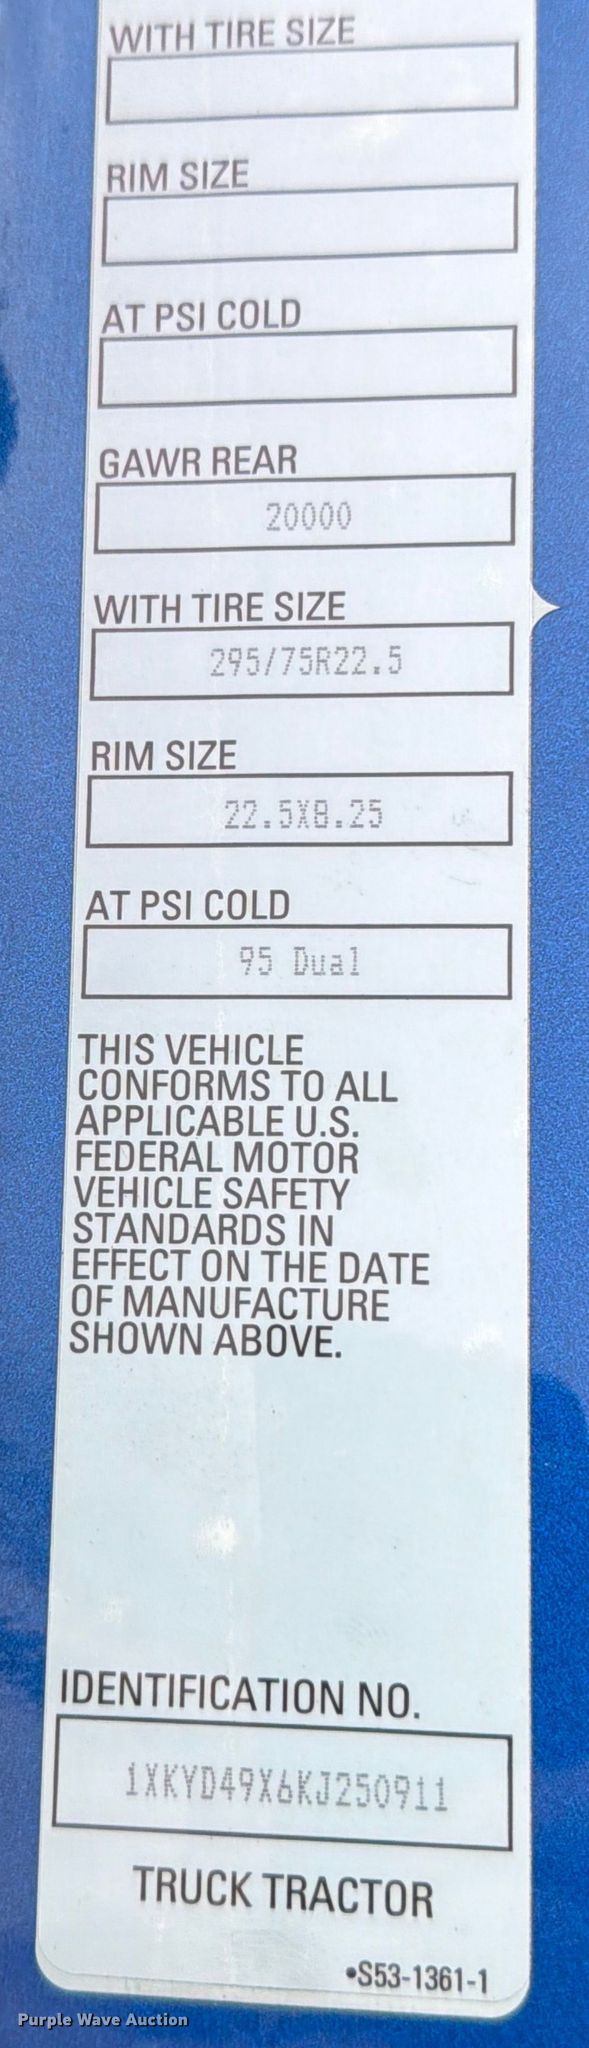 WITH TIRE SIZE
RIM SIZE
AT PSI COLD
GAWR REAR
20000
WITH TIRE SIZE
295/75R22.5
RIM SIZE
22.5X8.25
AT PSI COLD
95 Dual
THIS VEHICLE
CONFORMS TO ALL
APPLICABLE U.S.
FEDERAL MOTOR
VEHICLE SAFETY
STANDARDS IN
EFFECT ON THE DATE
OF MANUFACTURE
SHOWN ABOVE.
IDENTIFICATION NO.
1XKYD49X6KJ250911
TRUCK TRACTOR
•S53-1361-1
Purple Wave Auction